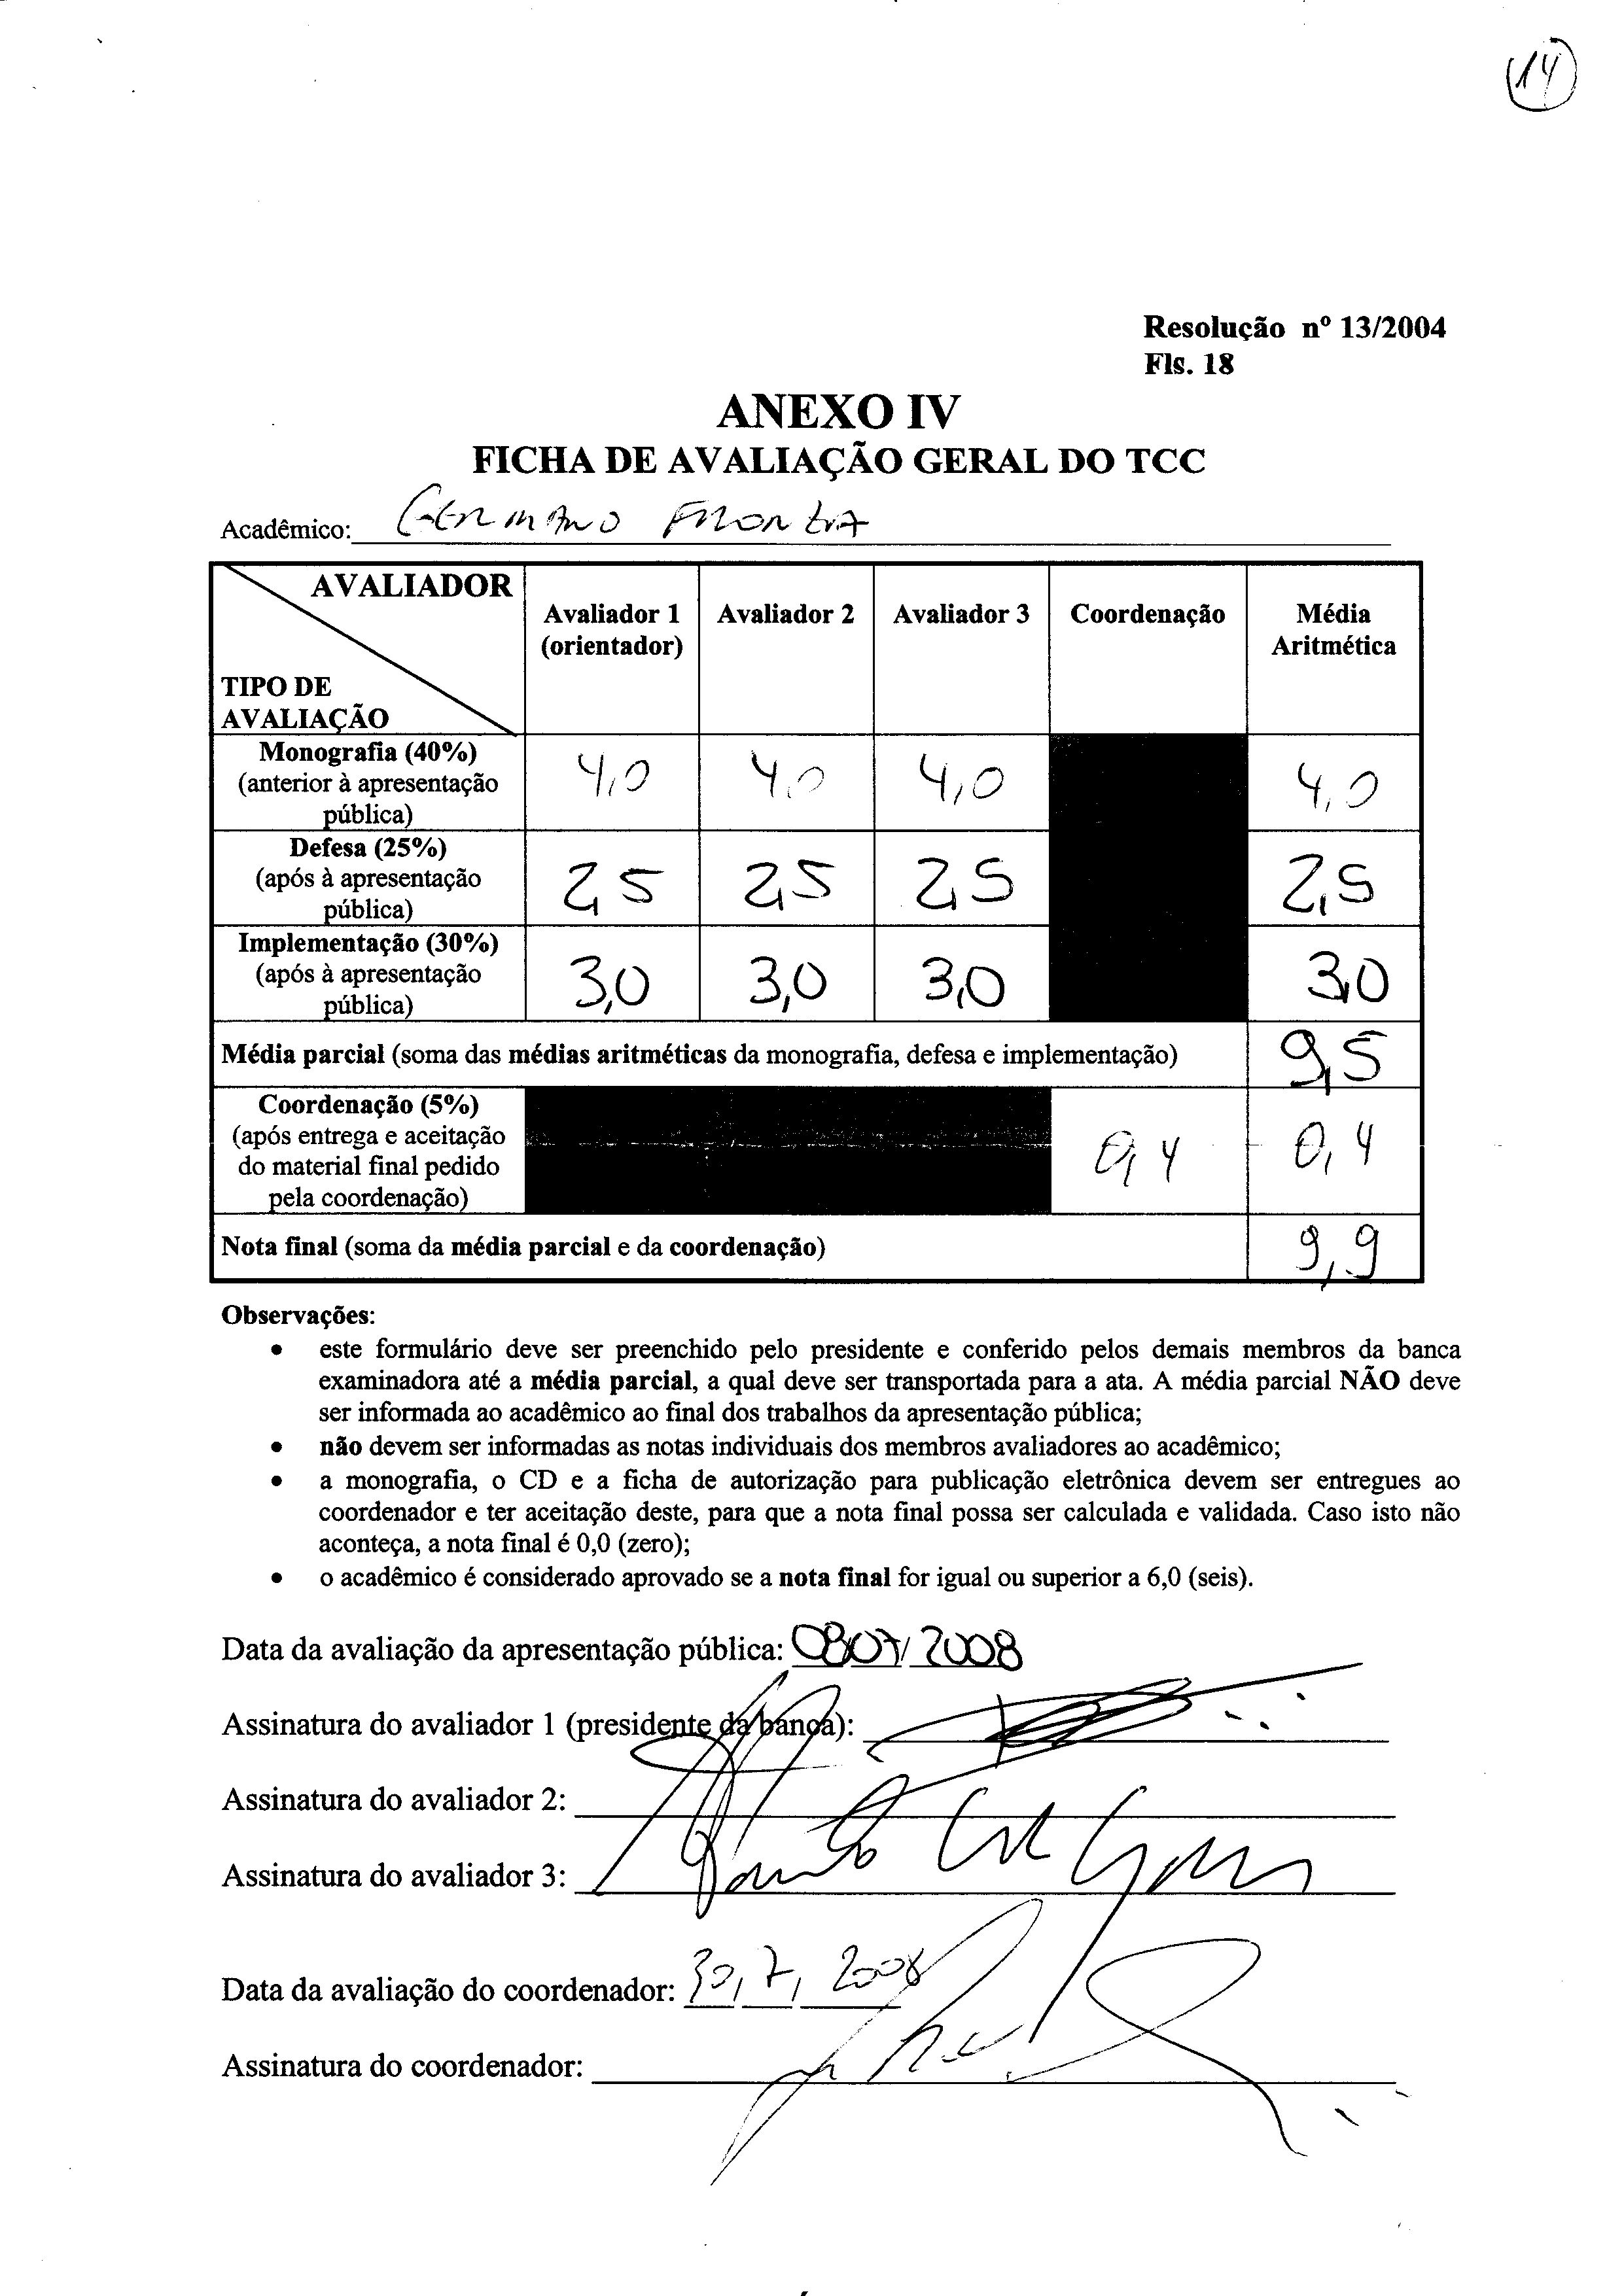 14
Resolução nº 13/2004
Fls. 18
ANEXO IV
FICHA DE AVALIAÇÃO GERAL DO TCC
Acadêmico: GERMANO
AVALIADOR
TIPO DE AVALIAÇÃO
Avaliador 1 (orientador)
Avaliador 2
Avaliador 3
Coordenação
Média Aritmética
Monografia (40%)
(anterior à apresentação
pública)
4,0 4,0 4,0 4,0
Defesa (25%)
(após à apresentação
pública)
2,5 2,5 2,5 2,5
Implementação (30%)
(após à apresentação
pública)
3,0 3,0 3,0 3,0
Média parcial (soma das médias aritméticas da monografia, defesa e implementação) 9,5
Coordenação (5%)
(após entrega e aceitação
do material final pedido
pela coordenação)
0,4 0,4
Nota final (soma da média parcial e da coordenação) 9,9
Observações:
• este formulário deve ser preenchido pelo presidente e conferido pelos demais membros da banca
examinadora até a média parcial, a qual deve ser transportada para a ata. A média parcial NÃO deve
ser informada ao acadêmico ao final dos trabalhos da apresentação pública;
• não devem ser informadas as notas individuais dos membros avaliadores ao acadêmico;
• a monografia, o CD e a ficha de autorização para publicação eletrônica devem ser entregues ao
coordenador e ter aceitação deste, para que a nota final possa ser calculada e validada. Caso isto não
aconteça, a nota final é 0,0 (zero);
• o acadêmico é considerado aprovado se a nota final for igual ou superior a 6,0 (seis).
Data da avaliação da apresentação pública: 08/07/2008
Assinatura do avaliador 1 (presidente da banca):
Assinatura do avaliador 2:
Assinatura do avaliador 3:
Data da avaliação do coordenador: 30/7/2008
Assinatura do coordenador: